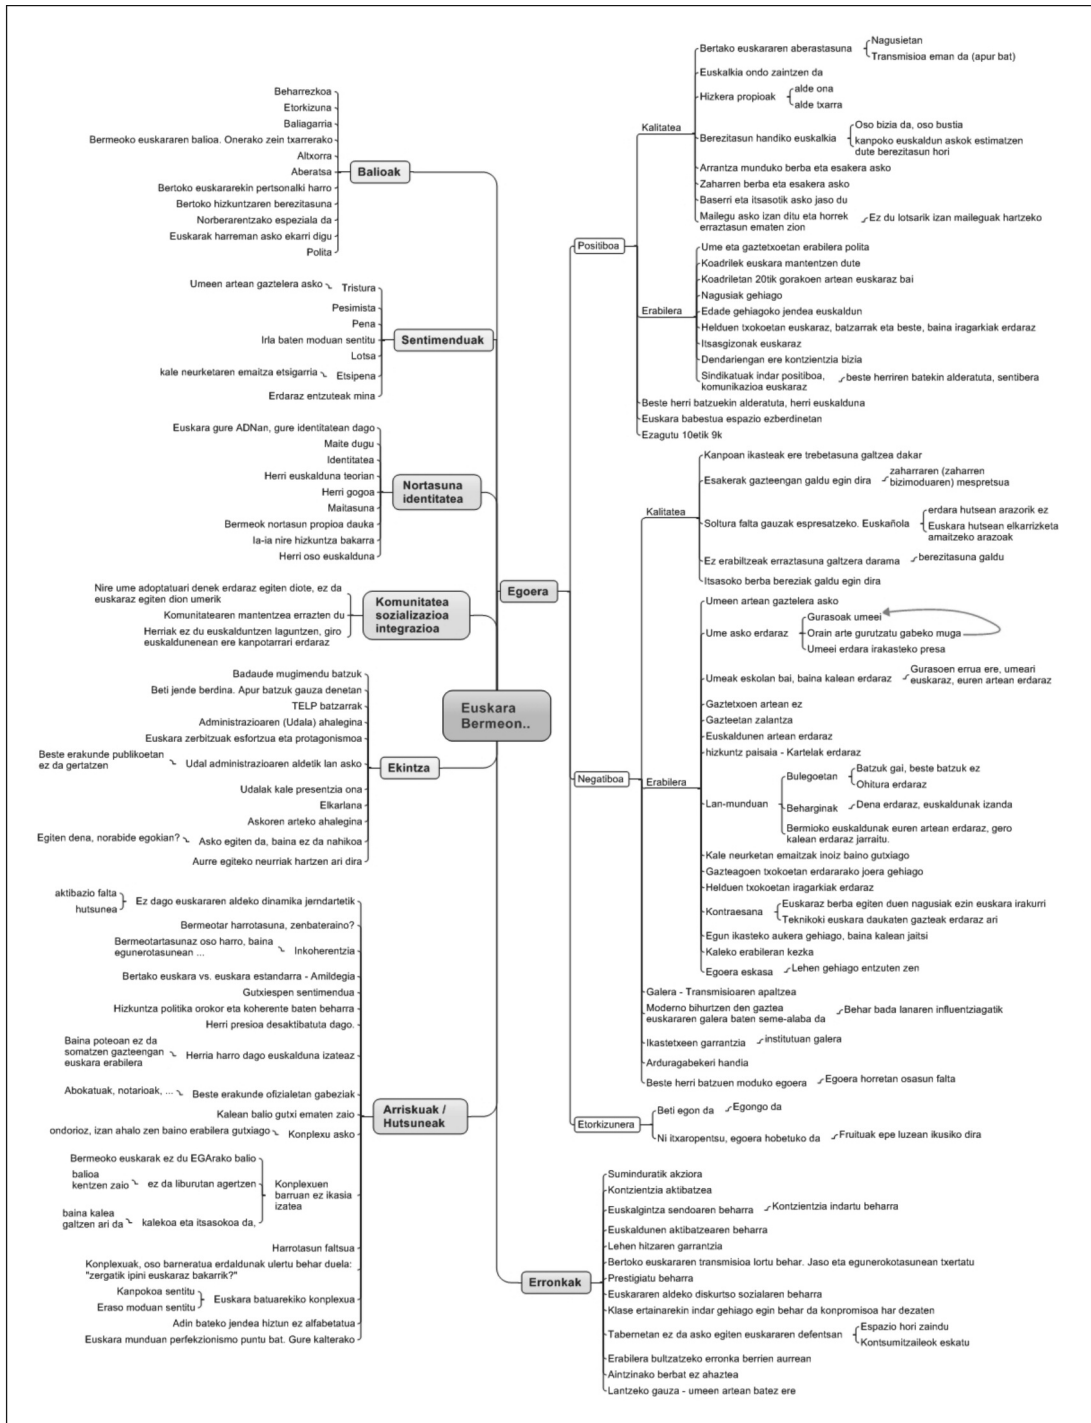 Euskara
Bermeon..
Balioak
Beharrezkoa
Etorkizuna
Baliagarria
Bermeoko euskararen balioa. Onerako zein txarrerako
Altxorra
Aberatsa
Bertoko euskararekin pertsonalki harro
Bertoko hizkuntzaren berezitasuna
Norberarentzako espeziala da
Euskarak harreman asko ekarri digu
Polita
Sentimenduak
Umeen artean gaztelera asko
Tristura
Pesimista
Pena
Irla baten moduan sentitu
Lotsa
kale neurketaren emaitza etsigarria
Etsipena
Erdaraz entzuteak mina
Nortasuna
identitatea
Euskara gure ADNan, gure identitatean dago
Maite dugu
Identitatea
Herri euskalduna teorian
Herri gogoa
Maitasuna
Bermeok nortasun propioa dauka
Ia-ia nire hizkuntza bakarra
Herri oso euskalduna
Komunitatea
sozializazioa
integrazioa
Nire ume adoptatuari denek erdaraz egiten diote, ez da
euskaraz egiten dion umerik
Komunitatearen mantentzea errazten du
Herriak ez du euskalduntzen laguntzen, giro
euskaldunenean ere kanpotarrari erdaraz
Ekintza
Badaude mugimendu batzuk
Beti jende berdina. Apur batzuk gauza denetan
TELP batzarrak
Administrazioaren (Udala) ahalegina
Euskara zerbitzuak esfortzua eta protagonismoa
Beste erakunde publikoetan
ez da gertatzen
Udal administrazioaren aldetik lan asko
Udalak kale presentzia ona
Elkarlana
Askoren arteko ahalegina
Egiten dena, norabide egokian?
Asko egiten da, baina ez da nahikoa
Aurre egiteko neurriak hartzen ari dira
Arriskuak /
Hutsuneak
aktibazio falta
hutsunea
Ez dago euskararen aldeko dinamika jerndartetik
Bermeotar harrotasuna, zenbateraino?
Bermeotartasunaz oso harro, baina
egunerotasunean ...
Inkoherentzia
Bertako euskara vs. euskara estandarra - Amildegia
Gutxiespen sentimendua
Hizkuntza politika orokor eta koherente baten beharra
Herri presioa desaktibatuta dago.
Baina poteoan ez da
somatzen gazteengan
euskara erabilera
Herria harro dago euskalduna izateaz
Abokatuak, notarioak, ...
Beste erakunde ofizialetan gabeziak
Kalean balio gutxi ematen zaio
ondorioz, izan ahalo zen baino erabilera gutxiago
Konplexu asko
Bermeoko euskarak ez du EGArako balio
balioa
kentzen zaio
ez da liburutan agertzen
baina kalea
galtzen ari da
kalekoa eta itsasokoa da,
Konplexuen
barruan ez ikasia
izatea
Harrotasun faltsua
Konplexuak, oso barneratua erdaldunak ulertu behar duela:
"zergatik ipini euskaraz bakarrik?"
Kanpokoa sentitu
Eraso moduan sentitu
Euskara batuarekiko konplexua
Adin bateko jendea hiztun ez alfabetatua
Euskara munduan perfekzionismo puntu bat. Gure kalterako
Egoera
Positiboa
Kalitatea
Bertako euskararen aberastasuna
Nagusietan
Transmisioa eman da (apur bat)
Euskalkia ondo zaintzen da
Hizkera propioak
alde ona
alde txarra
Berezitasun handiko euskalkia
Oso bizia da, oso bustia
kanpoko euskaldun askok estimatzen
dute berezitasun hori
Arrantza munduko berba eta esakera asko
Zaharren berba eta esakera asko
Baserri eta itsasotik asko jaso du
Mailegu asko izan ditu eta horrek
erraztasun ematen zion
Ez du lotsarik izan maileguak hartzeko
Erabilera
Ume eta gaztetxoetan erabilera polita
Koadrilek euskara mantentzen dute
Koadriletan 20tik gorakoen artean euskaraz bai
Nagusiak gehiago
Edade gehiagoko jendea euskaldun
Helduen txokoetan euskaraz, batzarrak eta beste, baina iragarkiak erdaraz
Itsasgizonak euskaraz
Dendariengan ere kontzientzia bizia
Sindikatuak indar positiboa,
komunikazioa euskaraz
beste herriren batekin alderatuta, sentibera
Beste herri batzuekin alderatuta, herri euskalduna
Euskara babestua espazio ezberdinetan
Ezagutu 10etik 9k
Negatiboa
Kalitatea
Kanpoan ikasteak ere trebetasuna galtzea dakar
Esakerak gazteengan galdu egin dira
zaharraren (zaharren
bizimoduaren) mespretsua
Soltura falta gauzak espresatzeko. Euskañola
erdara hutsean arazorik ez
Euskara hutsean elkarrizketa
amaitzeko arazoak
Ez erabiltzeak erraztasuna galtzera darama
berezitasuna galdu
Itsasoko berba bereziak galdu egin dira
Erabilera
Umeen artean gaztelera asko
Ume asko erdaraz
Gurasoak umeei
Orain arte gurutzatu gabeko muga
Umeei erdara irakasteko presa
Umeak eskolan bai, baina kalean erdaraz
Gurasoen errua ere, umeari
euskaraz, euren artean erdaraz
Gaztetxoen artean ez
Gazteetan zalantza
Euskaldunen artean erdaraz
hizkuntz paisaia - Kartelak erdaraz
Lan-munduan
Bulegoetan
Batzuk gai, beste batzuk ez
Ohitura erdaraz
Beharginak
Dena erdaraz, euskaldunak izanda
Bermioko euskaldunak euren artean erdaraz, gero
kalean erdaraz jarraitu.
Kale neurketan emaitzak inoiz baino gutxiago
Gazteagoen txokoetan erdararako joera gehiago
Helduen txokoetan iragarkiak erdaraz
Kontraesana
Euskaraz berba egiten duen nagusiak ezin euskara irakurri
Teknikoki euskara daukaten gazteak erdaraz ari
Egun ikasteko aukera gehiago, baina kalean jaitsi
Kaleko erabileran kezka
Egoera eskasa
Lehen gehiago entzuten zen
Galera - Transmisioaren apaltzea
Moderno bihurtzen den gaztea
euskararen galera baten seme-alaba da
Behar bada lanaren influentziagatik
Ikastetxeen garrantzia
institutuan galera
Arduragabekeri handia
Beste herri batzuen moduko egoera
Egoera horretan osasun falta
Etorkizunera
Beti egon da
Egongo da
Ni itxaropentsu, egoera hobetuko da
Fruituak epe luzean ikusiko dira
Erronkak
Suminduratik akziora
Kontzientzia aktibatzea
Euskalgintza sendoaren beharra
Kontzientzia indartu beharra
Euskaldunen aktibatzearen beharra
Lehen hitzaren garrantzia
Bertoko euskararen transmisioa lortu behar. Jaso eta egunerokotasunean txertatu
Prestigiatu beharra
Euskararen aldeko diskurtso sozialaren beharra
Klase ertainarekin indar gehiago egin behar da konpromisoa har dezaten
Tabernetan ez da asko egiten euskararen defentsan
Espazio hori zaindu
Kontsumitzaileok eskatu
Erabilera bultzatzeko erronka berrien aurrean
Aintzinako berbat ez ahaztea
Lantzeko gauza - umeen artean batez ere